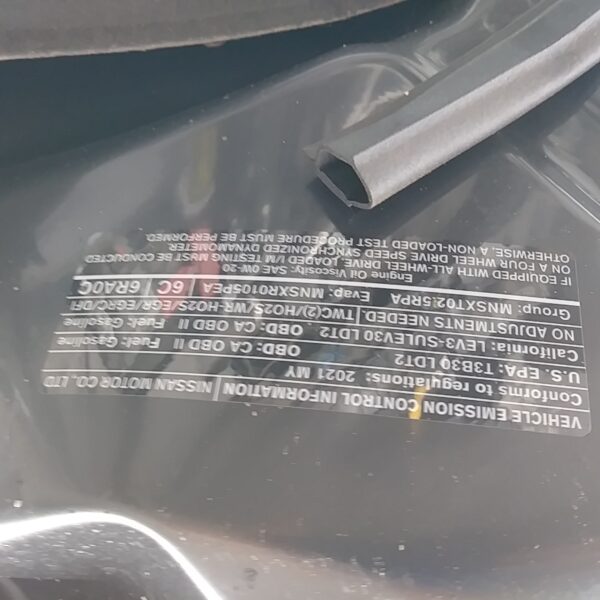 VEHICLE EMISSION CONTROL INFORMATION NISSAN MOTOR CO., LTD
Conforms to regulations: 2021 MY
U.S. EPA: T3B30 LDT2 OBD: CA OBD II Fuel: Gasoline
California: LEV3-SULEV30 LDT2 OBD: CA OBD II Fuel: Gasoline
NO ADJUSTMENTS NEEDED. TWC(2)/HO2S/WR-HO2S/EGR/EGRC/DFI
Group: MNSXT02.5RPA Evap: MNSXR0105PEA 6C 6RA0C
Engine Oil Viscosity: SAE 0W-20
IF EQUIPPED WITH ALL-WHEEL DRIVE, LOADED I/M TESTING MUST BE CONDUCTED
ON A FOUR WHEEL DRIVE SPEED SYNCHRONIZED DYNAMOMETER.
OTHERWISE, A NON-LOADED TEST PROCEDURE MUST BE PERFORMED.